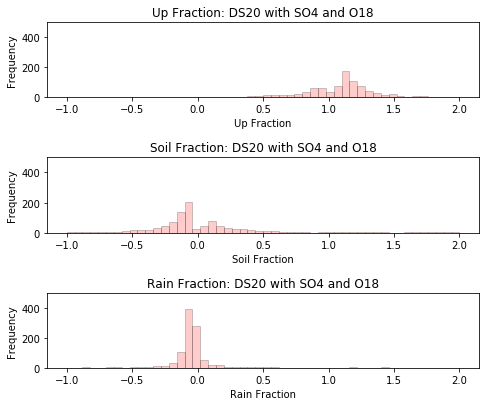 Up Fraction: DS20 with SO4 and O18
400
200
0
Frequency
-1.0 -0.5 0.0 0.5 1.0 1.5 2.0
Up Fraction
Soil Fraction: DS20 with SO4 and O18
400
200
0
Frequency
-1.0 -0.5 0.0 0.5 1.0 1.5 2.0
Soil Fraction
Rain Fraction: DS20 with SO4 and O18
400
200
0
Frequency
-1.0 -0.5 0.0 0.5 1.0 1.5 2.0
Rain Fraction